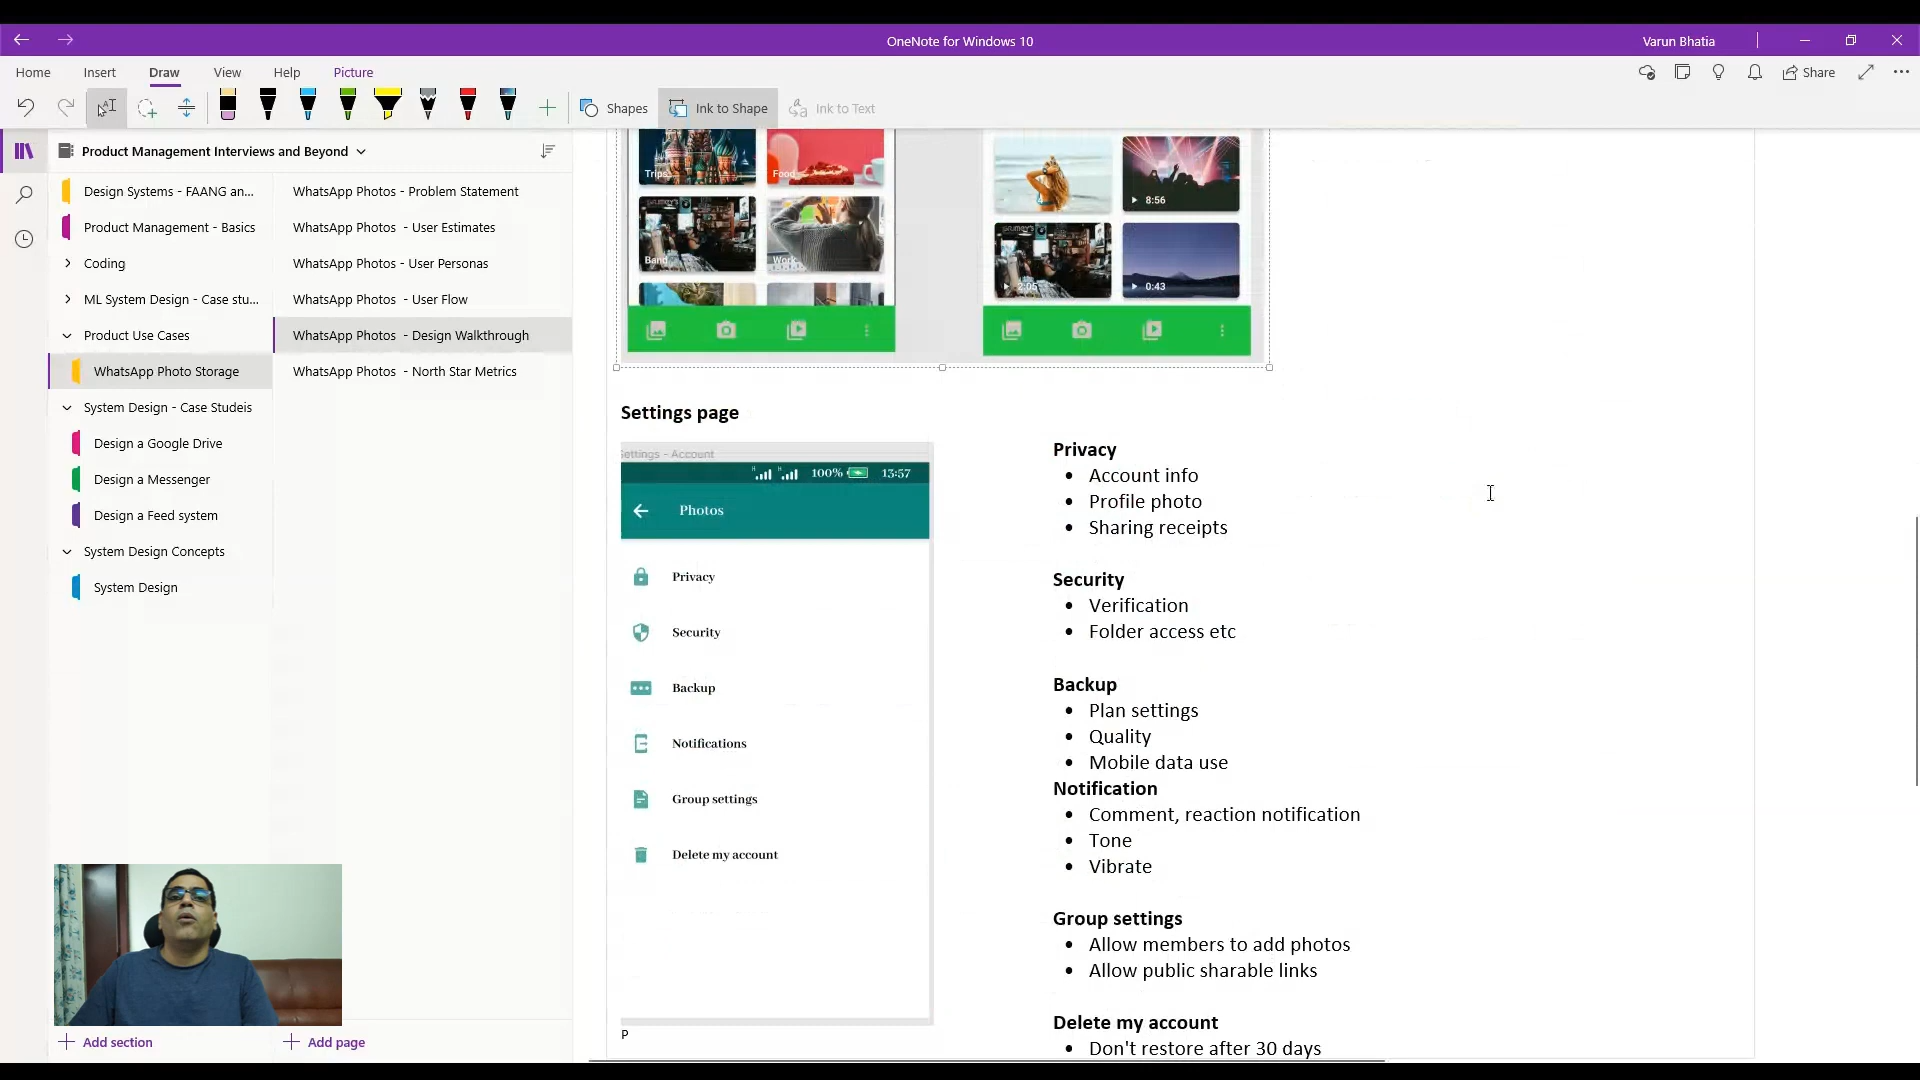 OneNote for Windows 10
Varun Bhatia
Home Insert Draw View Help Picture
Share
Shapes
Ink to Shape
Ink to Text
Product Management Interviews and Beyond
Design Systems - FAANG an...
Product Management - Basics
Coding
ML System Design - Case stu...
Product Use Cases
WhatsApp Photo Storage
System Design - Case Studeis
Design a Google Drive
Design a Messenger
Design a Feed system
System Design Concepts
System Design
Add section
WhatsApp Photos - Problem Statement
WhatsApp Photos - User Estimates
WhatsApp Photos - User Personas
WhatsApp Photos - User Flow
WhatsApp Photos - Design Walkthrough
WhatsApp Photos - North Star Metrics
Add page
Trips
Food
Band
Work
8:56
2:05
0:43
Settings page
Settings - Account
100% 13:57
Photos
Privacy
Security
Backup
Notifications
Group settings
Delete my account
P
Privacy
• Account info
• Profile photo
• Sharing receipts
Security
• Verification
• Folder access etc
Backup
• Plan settings
• Quality
• Mobile data use
Notification
• Comment, reaction notification
• Tone
• Vibrate
Group settings
• Allow members to add photos
• Allow public sharable links
Delete my account
• Don't restore after 30 days